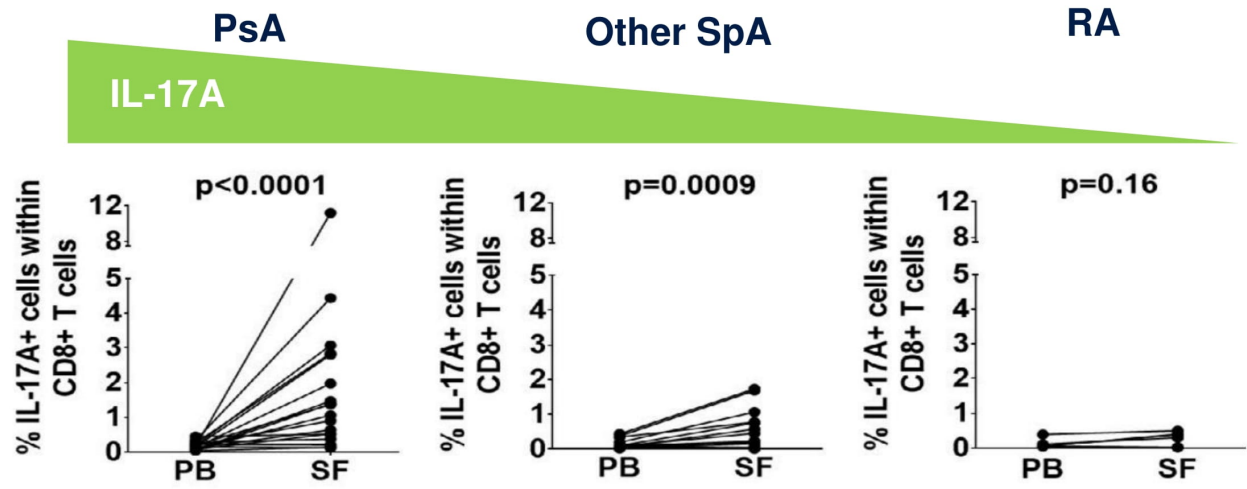 PsA
Other SpA
RA
IL-17A
p<0.0001
% IL-17A+ cells within
CD8+ T cells
12
8
5
4
3
2
1
0
PB
SF
p=0.0009
% IL-17A+ cells within
CD8+ T cells
12
8
5
4
3
2
1
0
PB
SF
p=0.16
% IL-17A+ cells within
CD8+ T cells
12
8
5
4
3
2
1
0
PB
SF